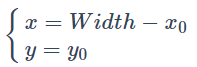 x = Width − x₀
y = y₀